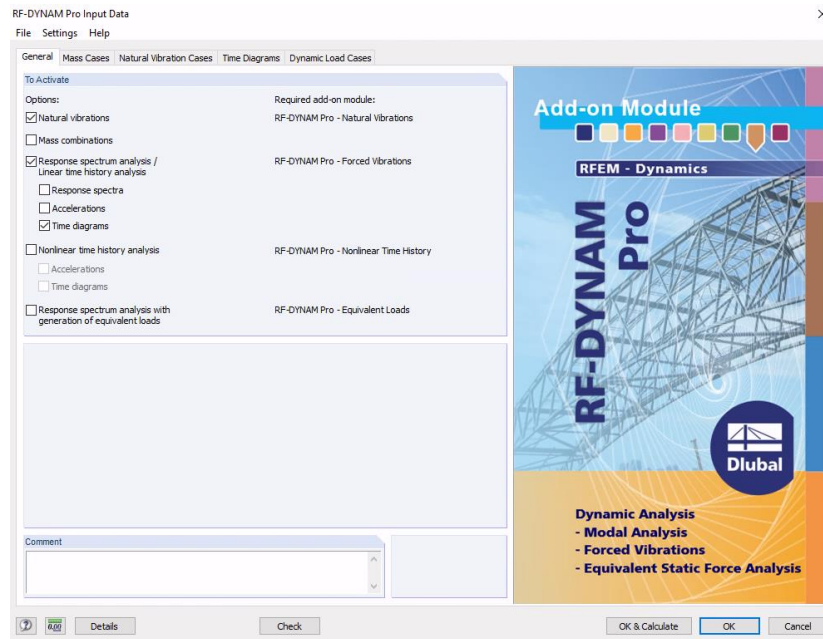 RF-DYNAM Pro Input Data
File Settings Help
General Mass Cases Natural Vibration Cases Time Diagrams Dynamic Load Cases
To Activate
Options: Required add-on module:
Natural vibrations RF-DYNAM Pro - Natural Vibrations
Mass combinations
Response spectrum analysis / RF-DYNAM Pro - Forced Vibrations
Linear time history analysis
Response spectra
Accelerations
Time diagrams
Nonlinear time history analysis RF-DYNAM Pro - Nonlinear Time History
Accelerations
Time diagrams
Response spectrum analysis with RF-DYNAM Pro - Equivalent Loads
generation of equivalent loads
Comment
Add-on Module
RFEM - Dynamics
RF-DYNAM
Pro
Dlubal
Dynamic Analysis
- Modal Analysis
- Forced Vibrations
- Equivalent Static Force Analysis
0.00 Details Check OK & Calculate OK Cancel